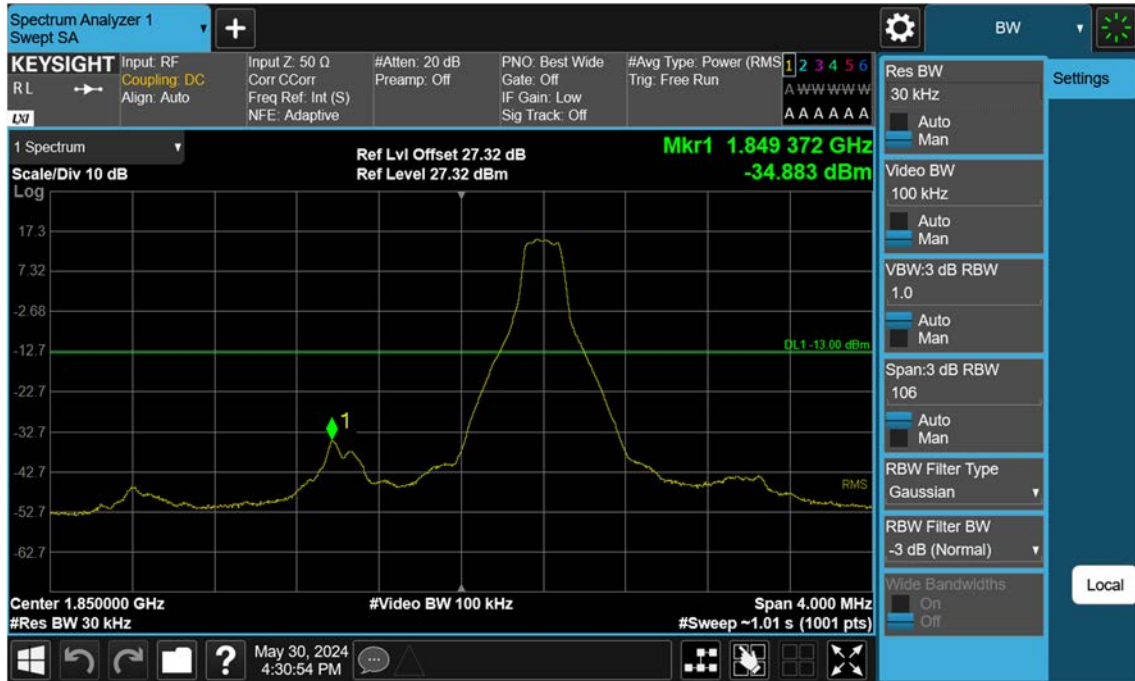 Spectrum Analyzer 1
Swept SA
+
BW
KEYSIGHT
RL
LXI
Input: RF
Coupling: DC
Align: Auto
Input Z: 50 Ω
Corr CCorr
Freq Ref: Int (S)
NFE: Adaptive
#Atten: 20 dB
Preamp: Off
PNO: Best Wide
Gate: Off
IF Gain: Low
Sig Track: Off
#Avg Type: Power (RMS
Trig: Free Run
1 2 3 4 5 6
A W W W W W
A A A A A A
1 Spectrum
Scale/Div 10 dB
Ref Lvl Offset 27.32 dB
Ref Level 27.32 dBm
Mkr1 1.849 372 GHz
-34.883 dBm
Log
17.3
7.32
-2.68
-12.7
-22.7
-32.7
-42.7
-52.7
-62.7
DL1 -13.00 dBm
1
RMS
Center 1.850000 GHz
#Res BW 30 kHz
#Video BW 100 kHz
Span 4.000 MHz
#Sweep ~1.01 s (1001 pts)
Res BW
30 kHz
Auto
Man
Video BW
100 kHz
Auto
Man
VBW:3 dB RBW
1.0
Auto
Man
Span:3 dB RBW
106
Auto
Man
RBW Filter Type
Gaussian
RBW Filter BW
-3 dB (Normal)
Wide Bandwidths
On
Off
Settings
Local
?
May 30, 2024
4:30:54 PM